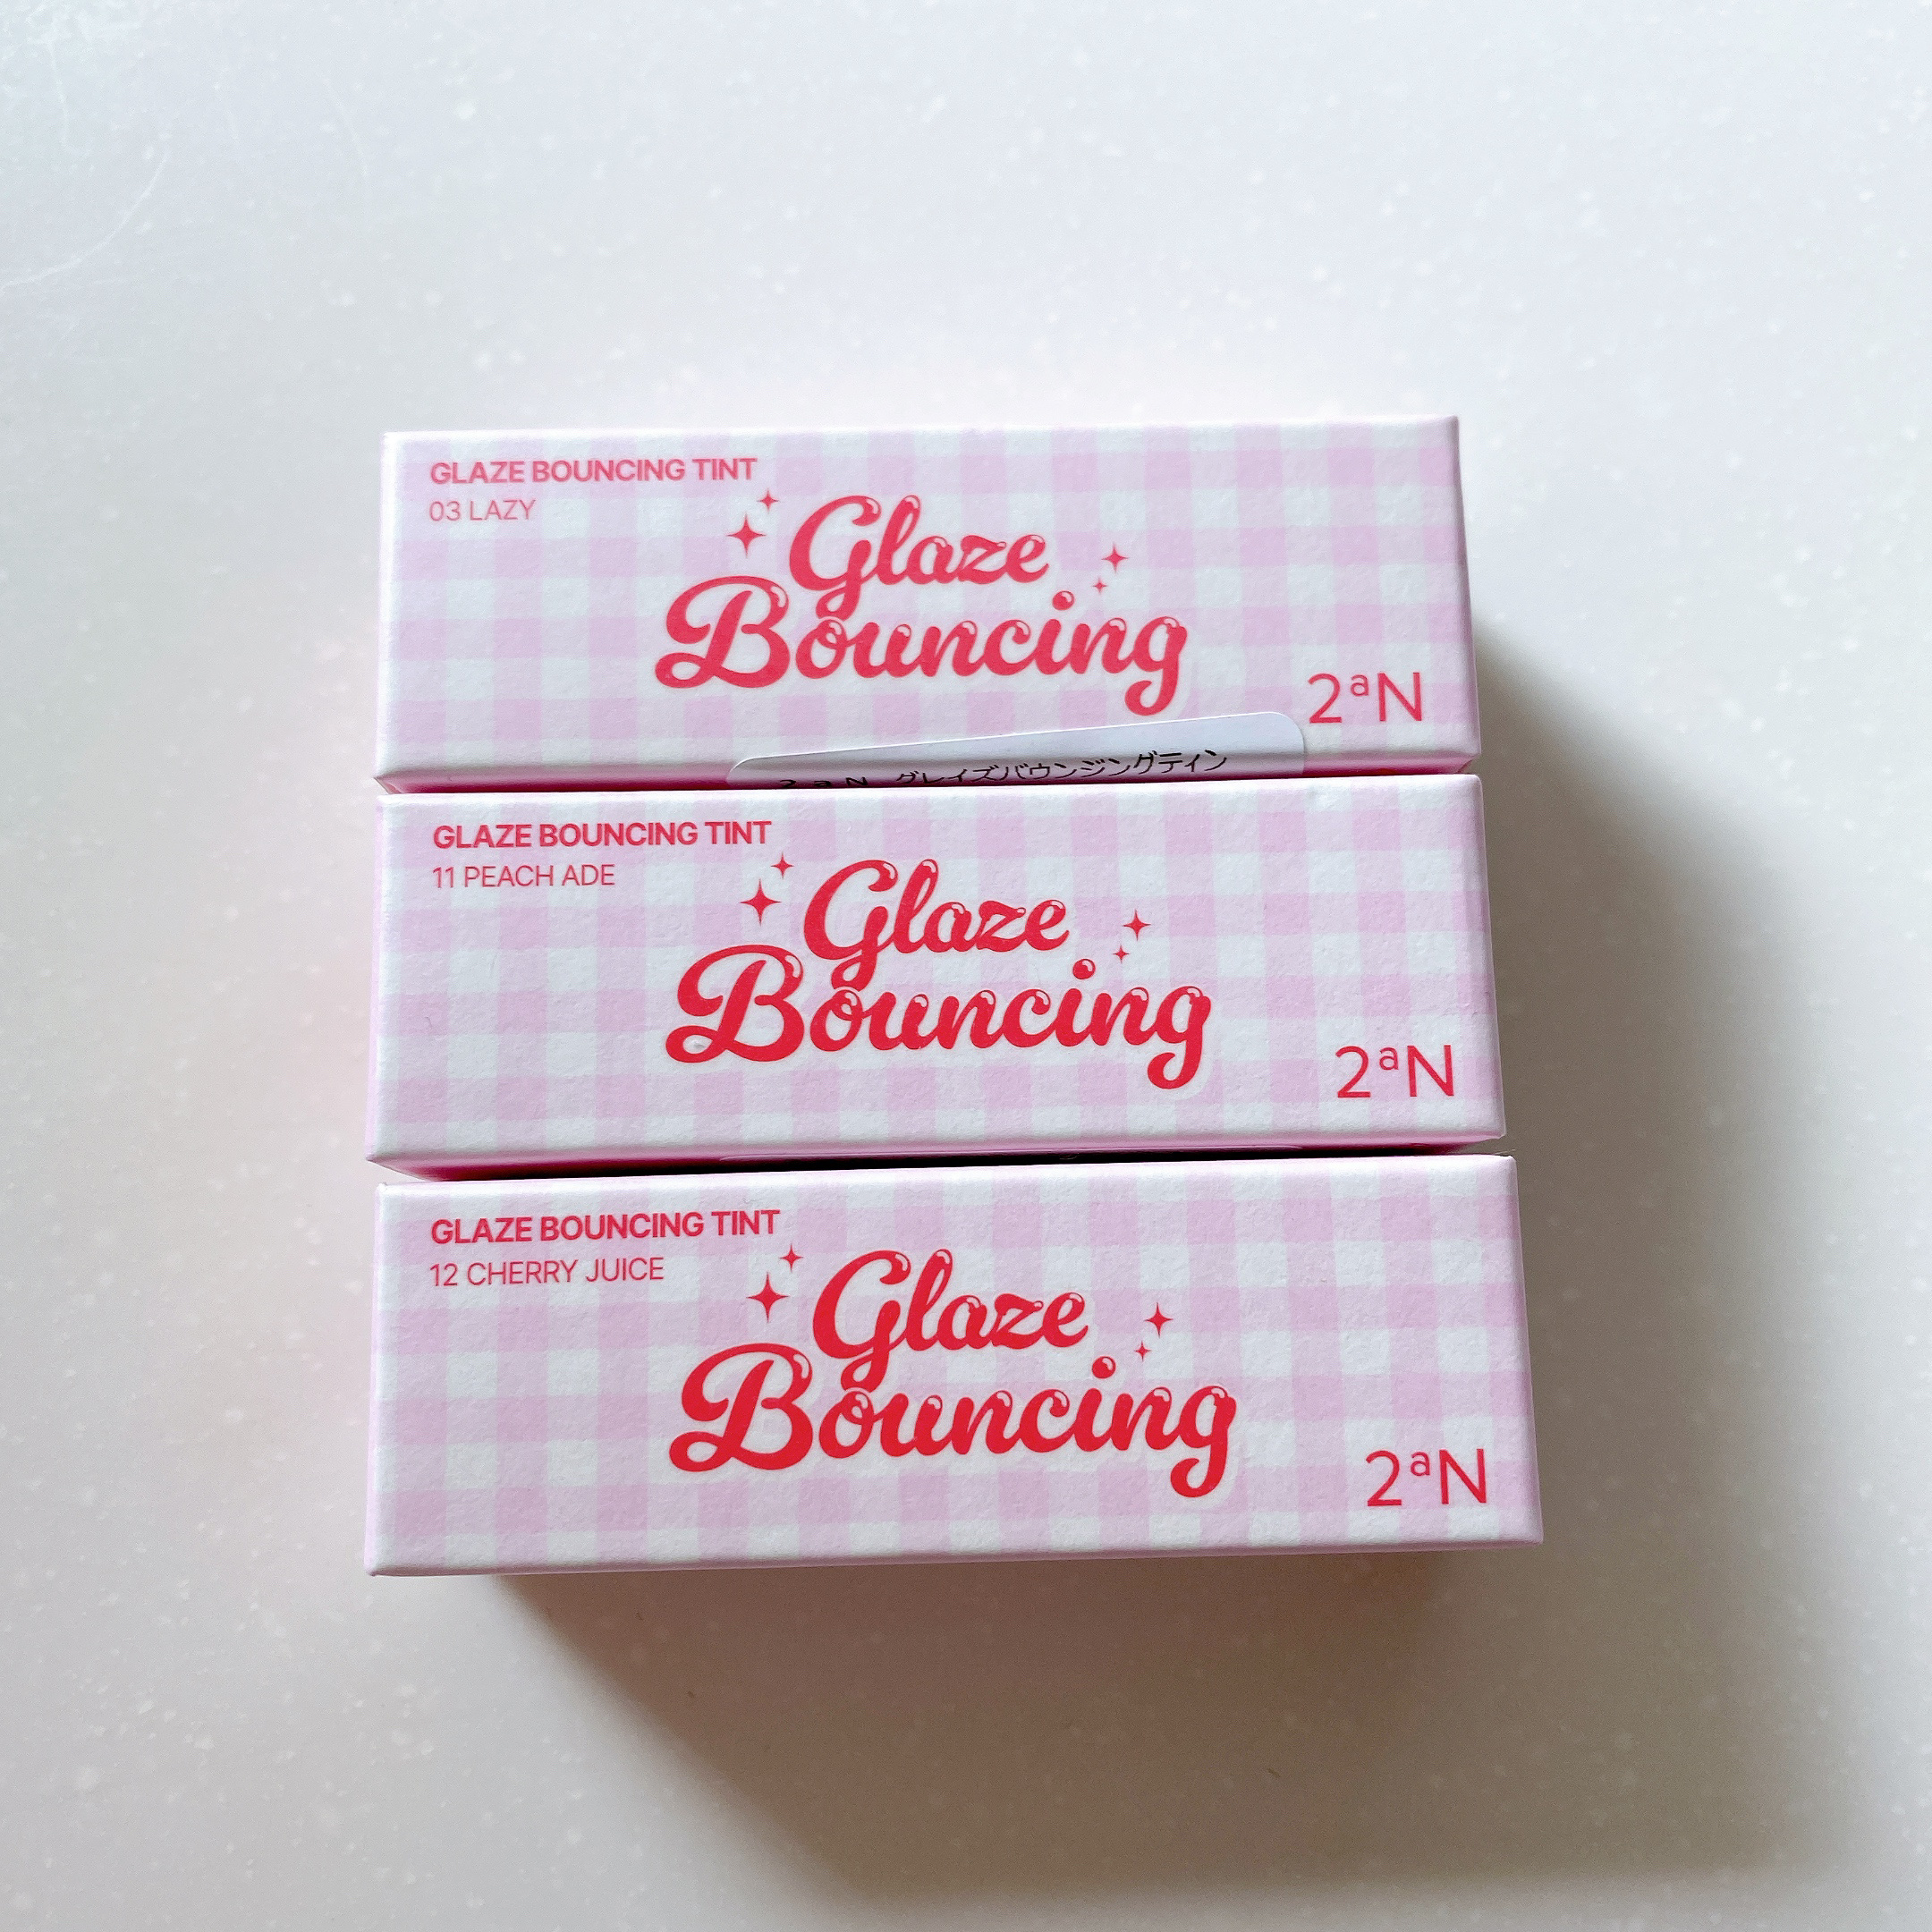 GLAZE BOUNCING TINT
03 LAZY
Glaze
Bouncing
2aN
2aN グレイズバウンジングティン
GLAZE BOUNCING TINT
11 PEACH ADE
Glaze
Bouncing
2aN
GLAZE BOUNCING TINT
12 CHERRY JUICE
Glaze
Bouncing
2aN